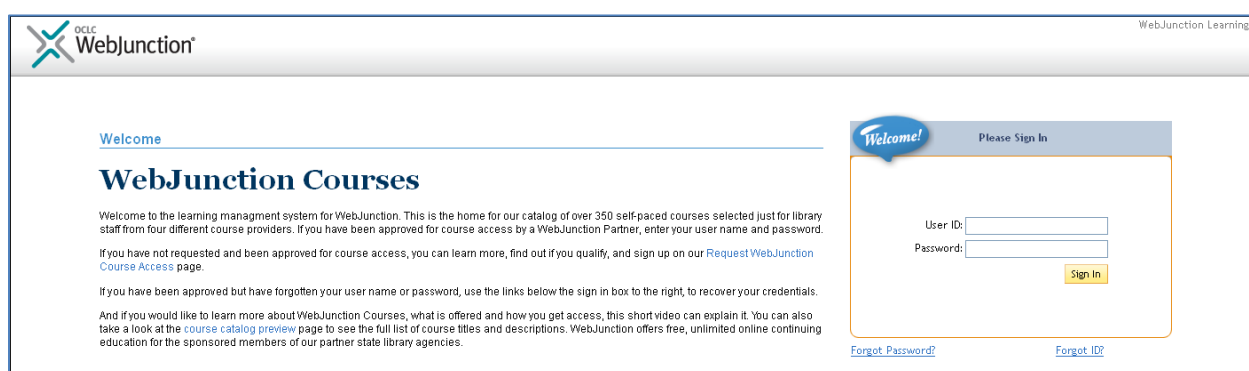 OCLC
WebJunction®
WebJunction Learning
Welcome
WebJunction Courses
Welcome to the learning managment system for WebJunction. This is the home for our catalog of over 350 self-paced courses selected just for library
staff from four different course providers. If you have been approved for course access by a WebJunction Partner, enter your user name and password.
If you have not requested and been approved for course access, you can learn more, find out if you qualify, and sign up on our Request WebJunction
Course Access page.
If you have been approved but have forgotten your user name or password, use the links below the sign in box to the right, to recover your credentials.
And if you would like to learn more about WebJunction Courses, what is offered and how you get access, this short video can explain it. You can also
take a look at the course catalog preview page to see the full list of course titles and descriptions. WebJunction offers free, unlimited online continuing
education for the sponsored members of our partner state library agencies.
Welcome!
Please Sign In
User ID:
Password:
Sign In
Forgot Password?
Forgot ID?